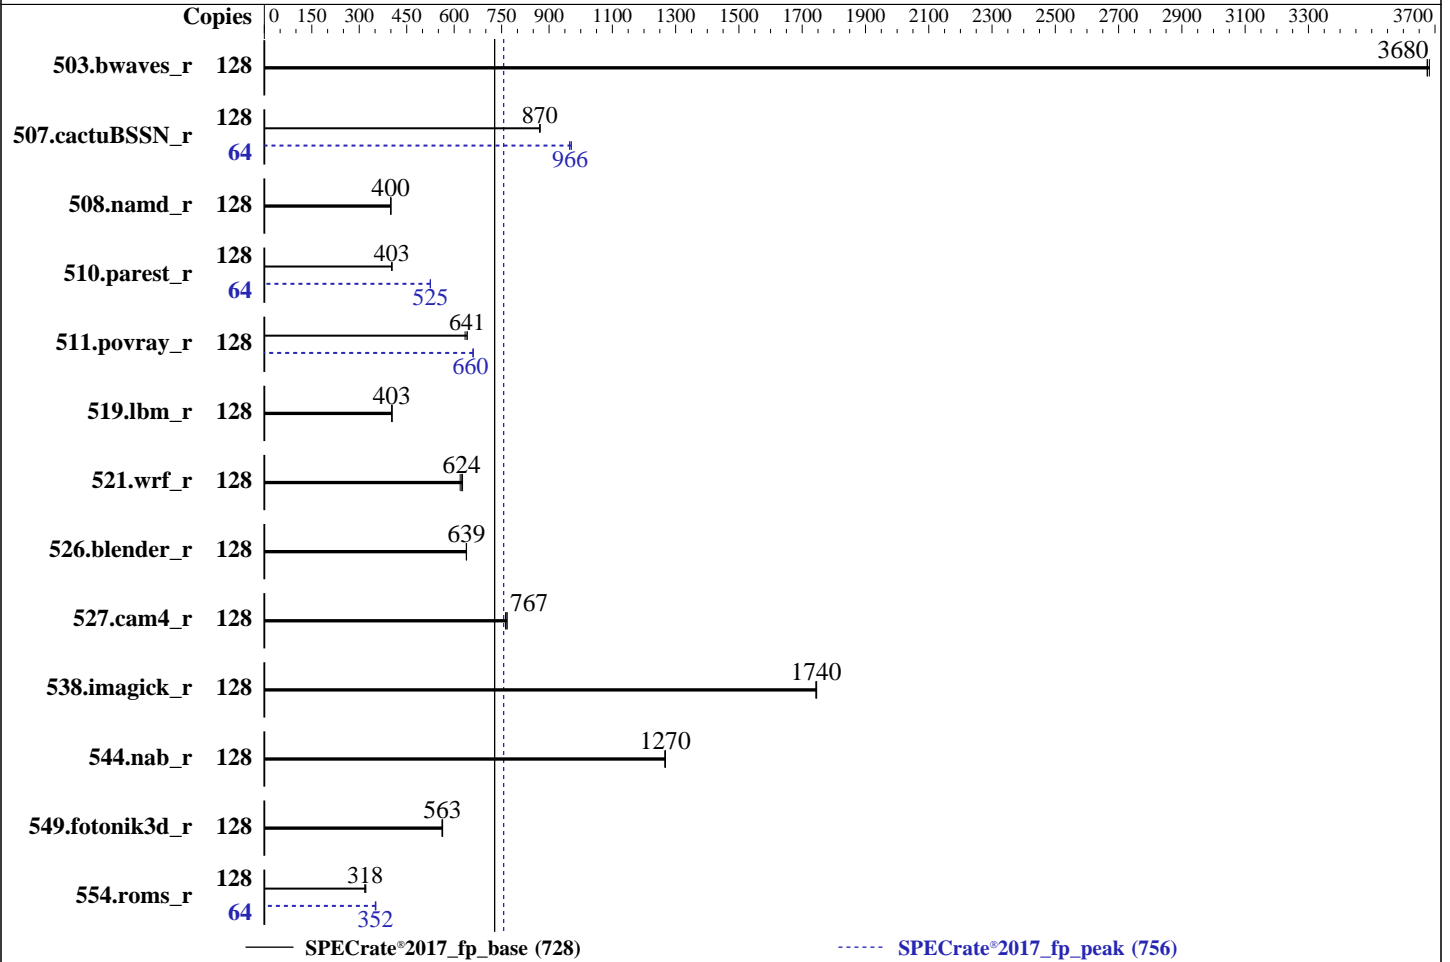 Copies 0 150 300 450 600 750 900 1100 1300 1500 1700 1900 2100 2300 2500 2700 2900 3100 3300 3700
503.bwaves_r 128 3680
507.cactuBSSN_r 128 870
64 966
508.namd_r 128 400
510.parest_r 128 403
64 525
511.povray_r 128 641
660
519.lbm_r 128 403
521.wrf_r 128 624
526.blender_r 128 639
527.cam4_r 128 767
538.imagick_r 128 1740
544.nab_r 128 1270
549.fotonik3d_r 128 563
554.roms_r 128 318
64 352
SPECrate®2017_fp_base (728) SPECrate®2017_fp_peak (756)